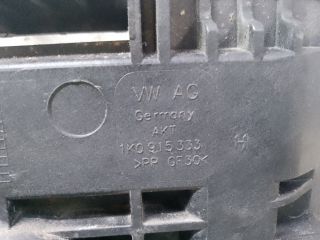 VW AG
Germany
AKT
1K0 915 333 H
>PP GF30<